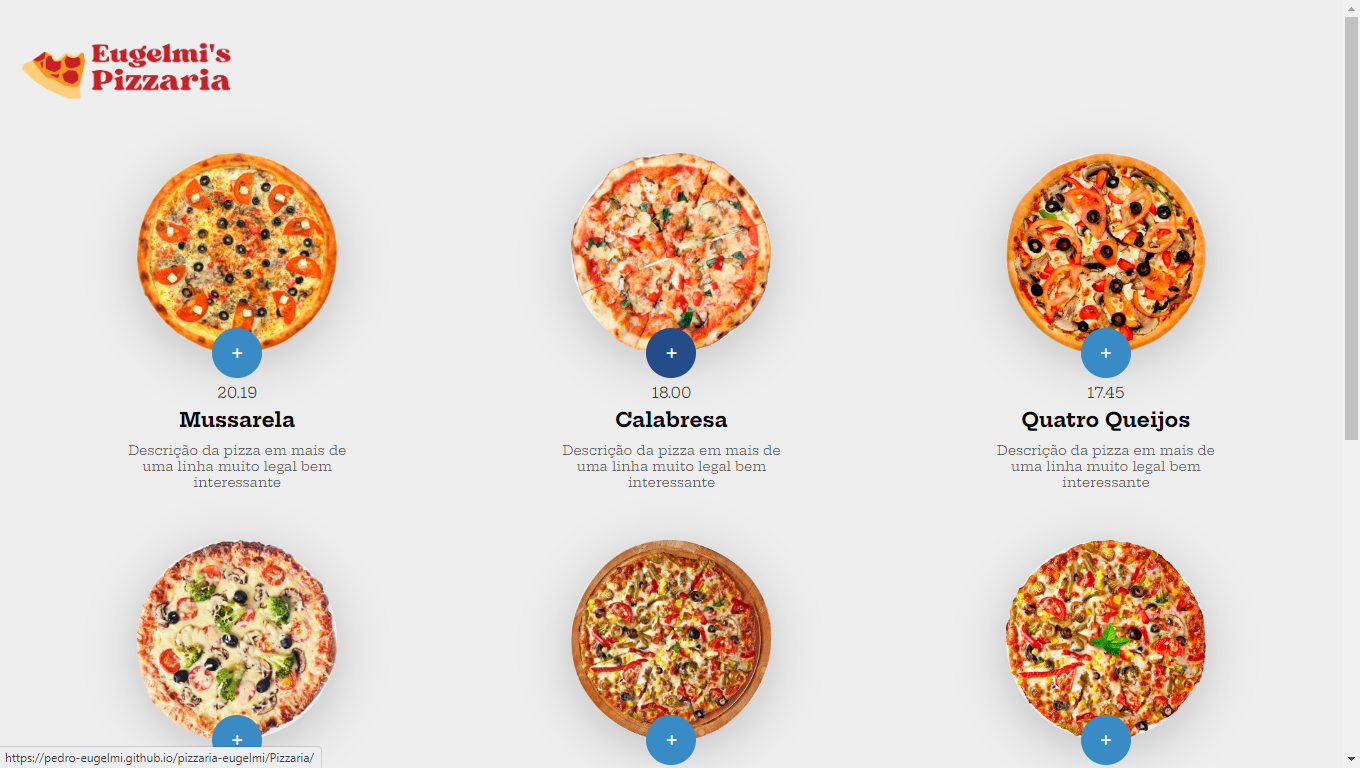 Eugelmi's
Pizzaria
+
+
+
20.19
18.00
17.45
Mussarela
Calabresa
Quatro Queijos
Descrição da pizza em mais de
uma linha muito legal bem
interessante
Descrição da pizza em mais de
uma linha muito legal bem
interessante
Descrição da pizza em mais de
uma linha muito legal bem
interessante
+
+
+
https://pedro-eugelmi.github.io/pizzaria-eugelmi/Pizzaria/